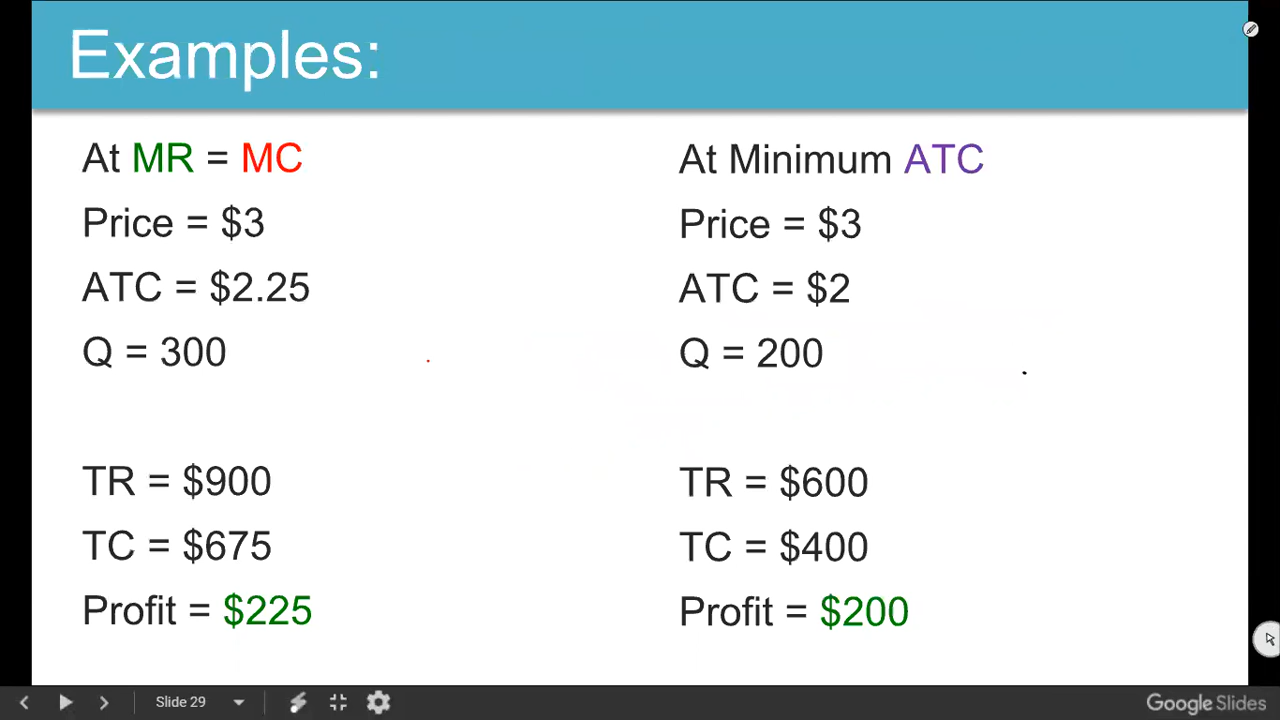 Examples:
At MR = MC
Price = $3
ATC = $2.25
Q = 300
TR = $900
TC = $675
Profit = $225
At Minimum ATC
Price = $3
ATC = $2
Q = 200
TR = $600
TC = $400
Profit = $200
Slide 29
Google Slides